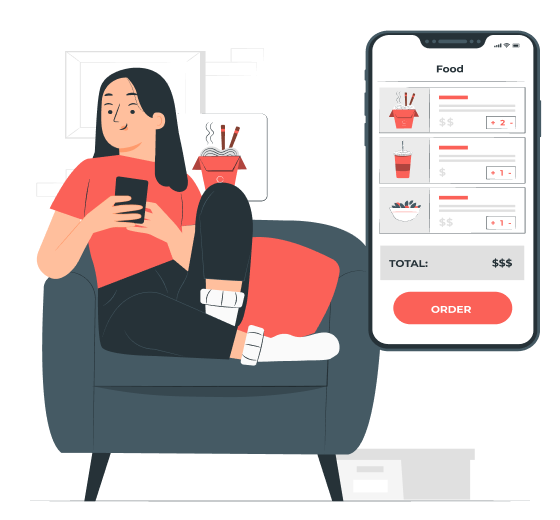 Food
$$
+ 2 -
$
+ 1 -
$$
+ 1 -
TOTAL: $$$
ORDER